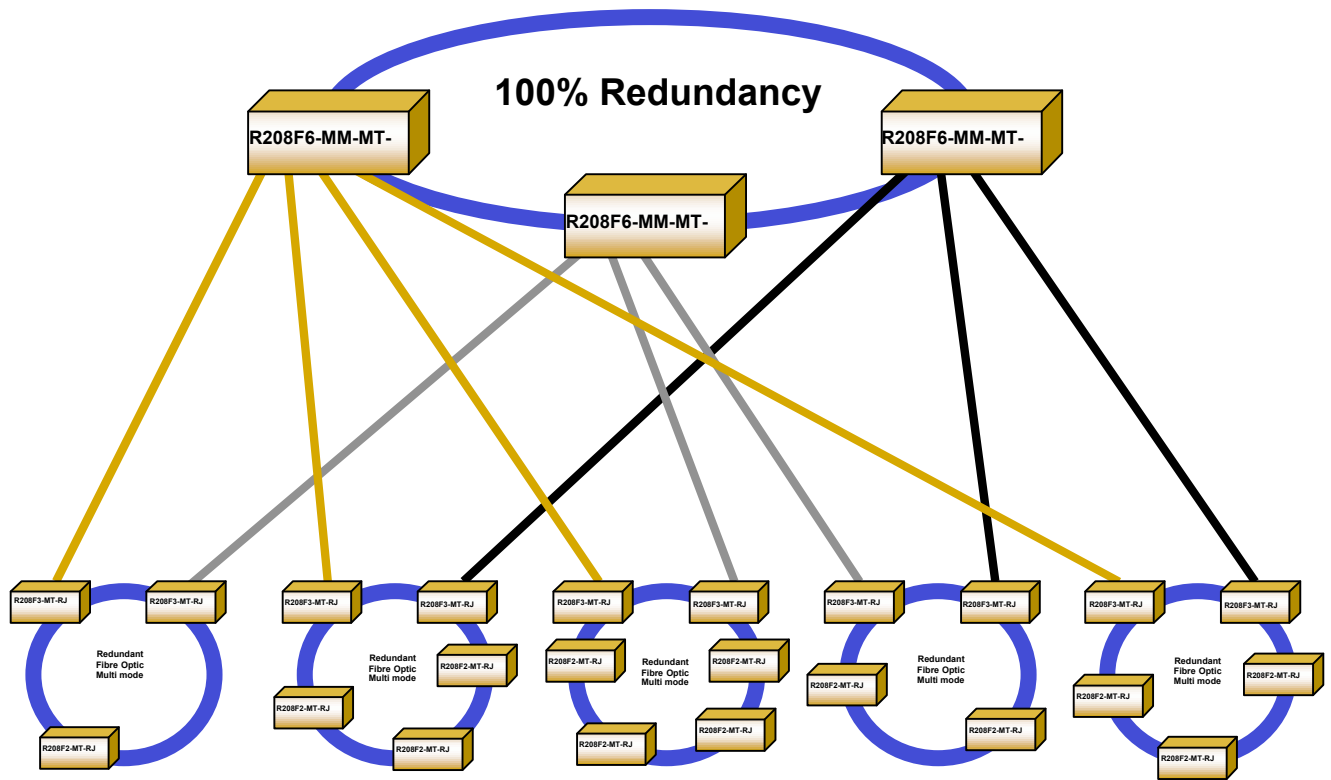 100% Redundancy
R208F6-MM-MT-
R208F6-MM-MT-
R208F6-MM-MT-
R208F3-MT-RJ
R208F3-MT-RJ
R208F3-MT-RJ
R208F3-MT-RJ
R208F3-MT-RJ
R208F3-MT-RJ
R208F3-MT-RJ
R208F3-MT-RJ
R208F3-MT-RJ
R208F3-MT-RJ
Redundant
Fibre Optic
Multi mode
R208F2-MT-RJ
Redundant
Fibre Optic
Multi mode
R208F2-MT-RJ
R208F2-MT-RJ
R208F2-MT-RJ
R208F2-MT-RJ
R208F2-MT-RJ
Redundant
Fibre Optic
Multi mode
R208F2-MT-RJ
R208F2-MT-RJ
Redundant
Fibre Optic
Multi mode
R208F2-MT-RJ
R208F2-MT-RJ
Redundant
Fibre Optic
Multi mode
R208F2-MT-RJ
R208F2-MT-RJ
R208F2-MT-RJ